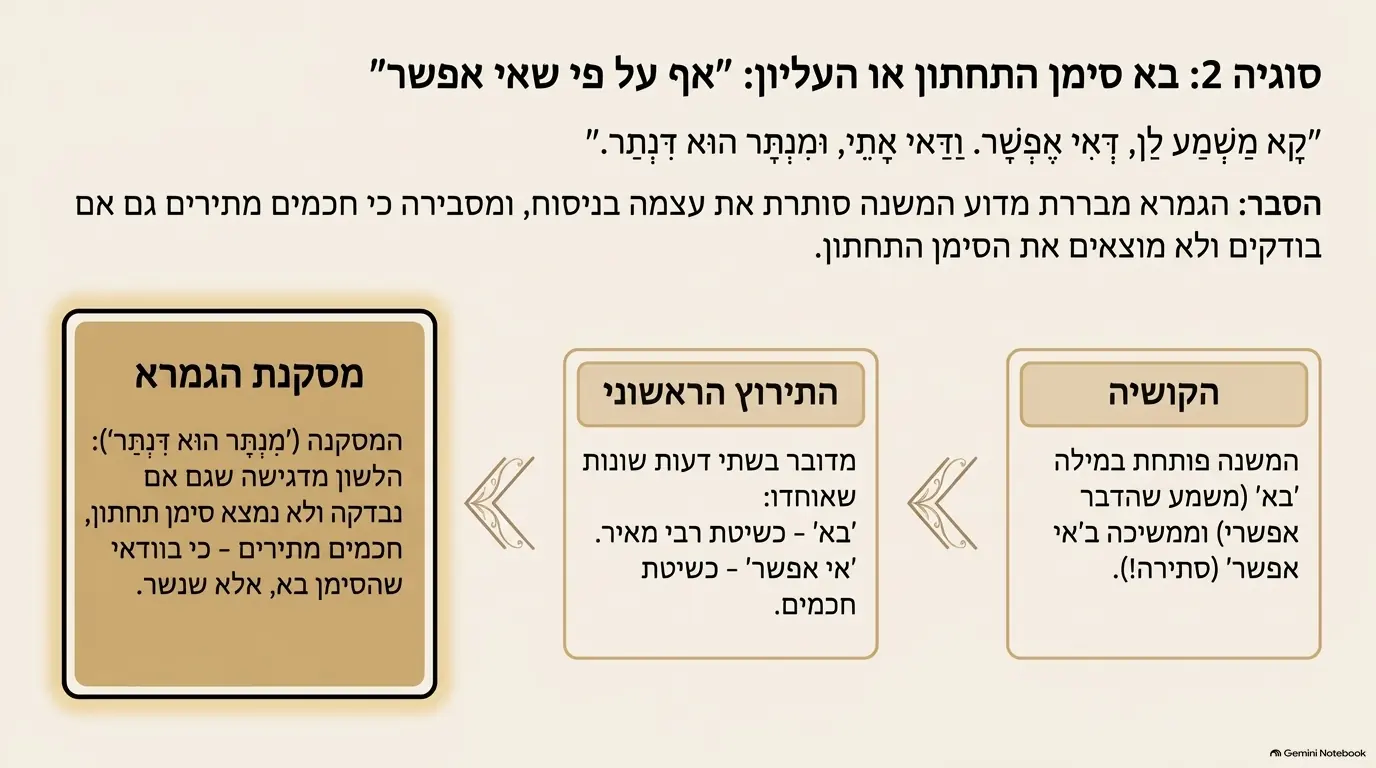 סוגיה 2: בא סימן התחתון או העליון: "אף על פי שאי אפשר"
"קָא מַשְׁמַע לַן, דְּאִי אֶפְשָׁר. וַדַּאי אָתֵי, וּמִנְתָּר הוּא דִּנְתַר."
הסבר: הגמרא מבררת מדוע המשנה סותרת את עצמה בניסוח, ומסבירה כי חכמים מתירים גם אם
בודקים ולא מוצאים את הסימן התחתון.
הקושיה
המשנה פותחת במילה
'בא' (משמע שהדבר
אפשרי) וממשיכה ב'אי
אפשר' (סתירה!).
התירוץ הראשוני
מדובר בשתי דעות שונות
שאוחדו:
'בא' – כשיטת רבי מאיר.
'אי אפשר' – כשיטת
חכמים.
מסקנת הגמרא
המסקנה ('מִנְתָּר הוּא דִּנְתַּר'):
הלשון מדגישה שגם אם
נבדקה ולא נמצא סימן תחתון,
חכמים מתירים – כי בוודאי
שהסימן בא, אלא שנשר.
Gemini Notebook